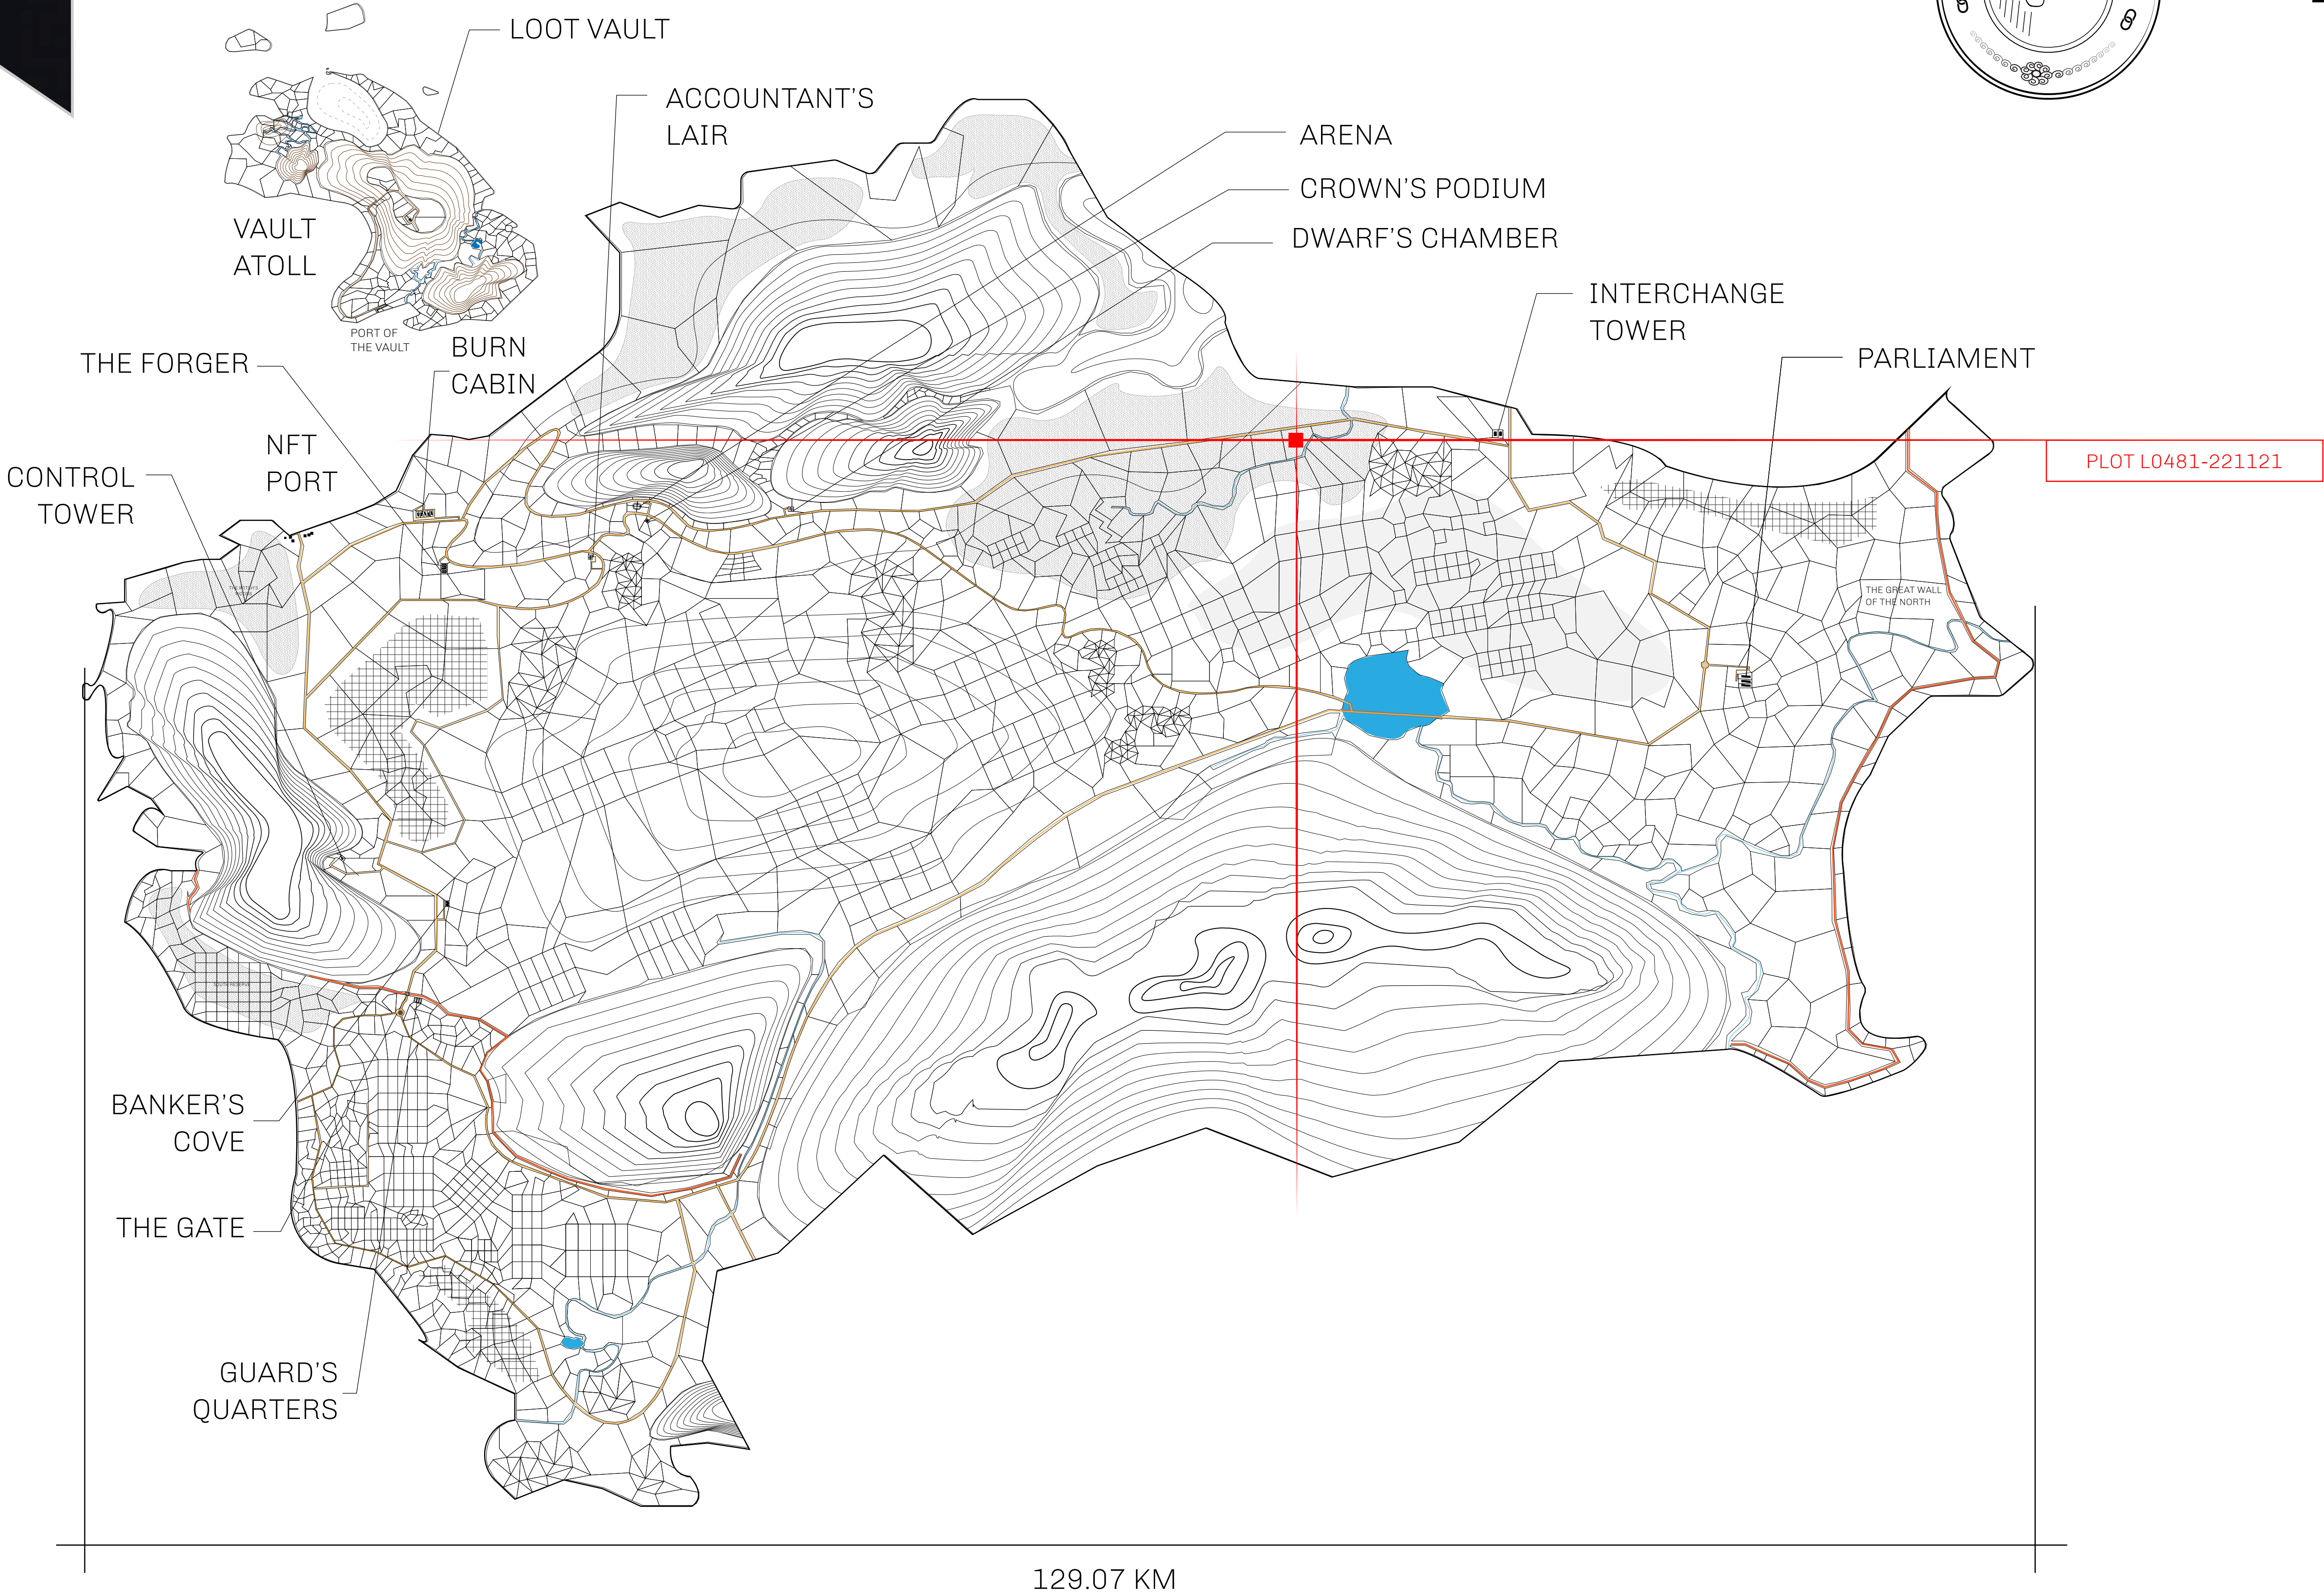 LOOT VAULT
ACCOUNTANT'S
LAIR
ARENA
CROWN'S PODIUM
DWARF'S CHAMBER
VAULT
ATOLL
INTERCHANGE
TOWER
PORT OF
THE VAULT
BURN
CABIN
THE FORGER
PARLIAMENT
NFT
PORT
CONTROL
TOWER
PLOT L0481-221121
THE GREAT WALL
OF THE NORTH
SOUTH RESERVE
BANKER'S
COVE
THE GATE
GUARD'S
QUARTERS
129.07 KM